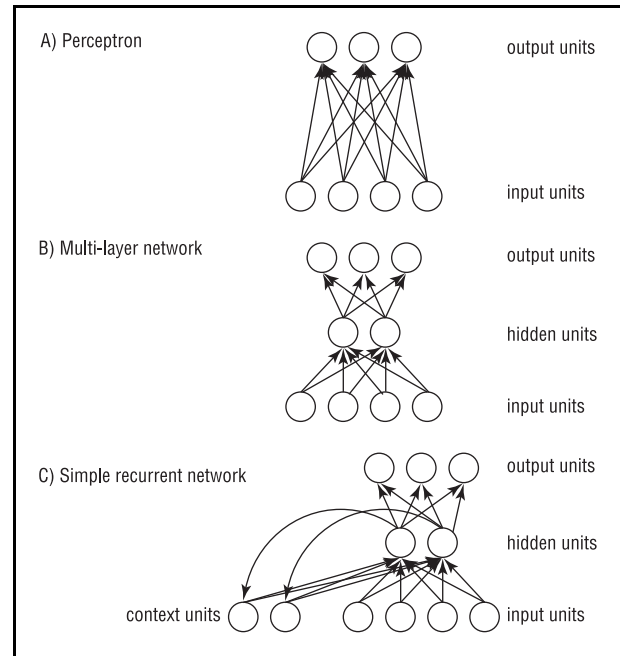 A) Perceptron
output units
input units
B) Multi-layer network
output units
hidden units
input units
C) Simple recurrent network
output units
hidden units
context units
input units